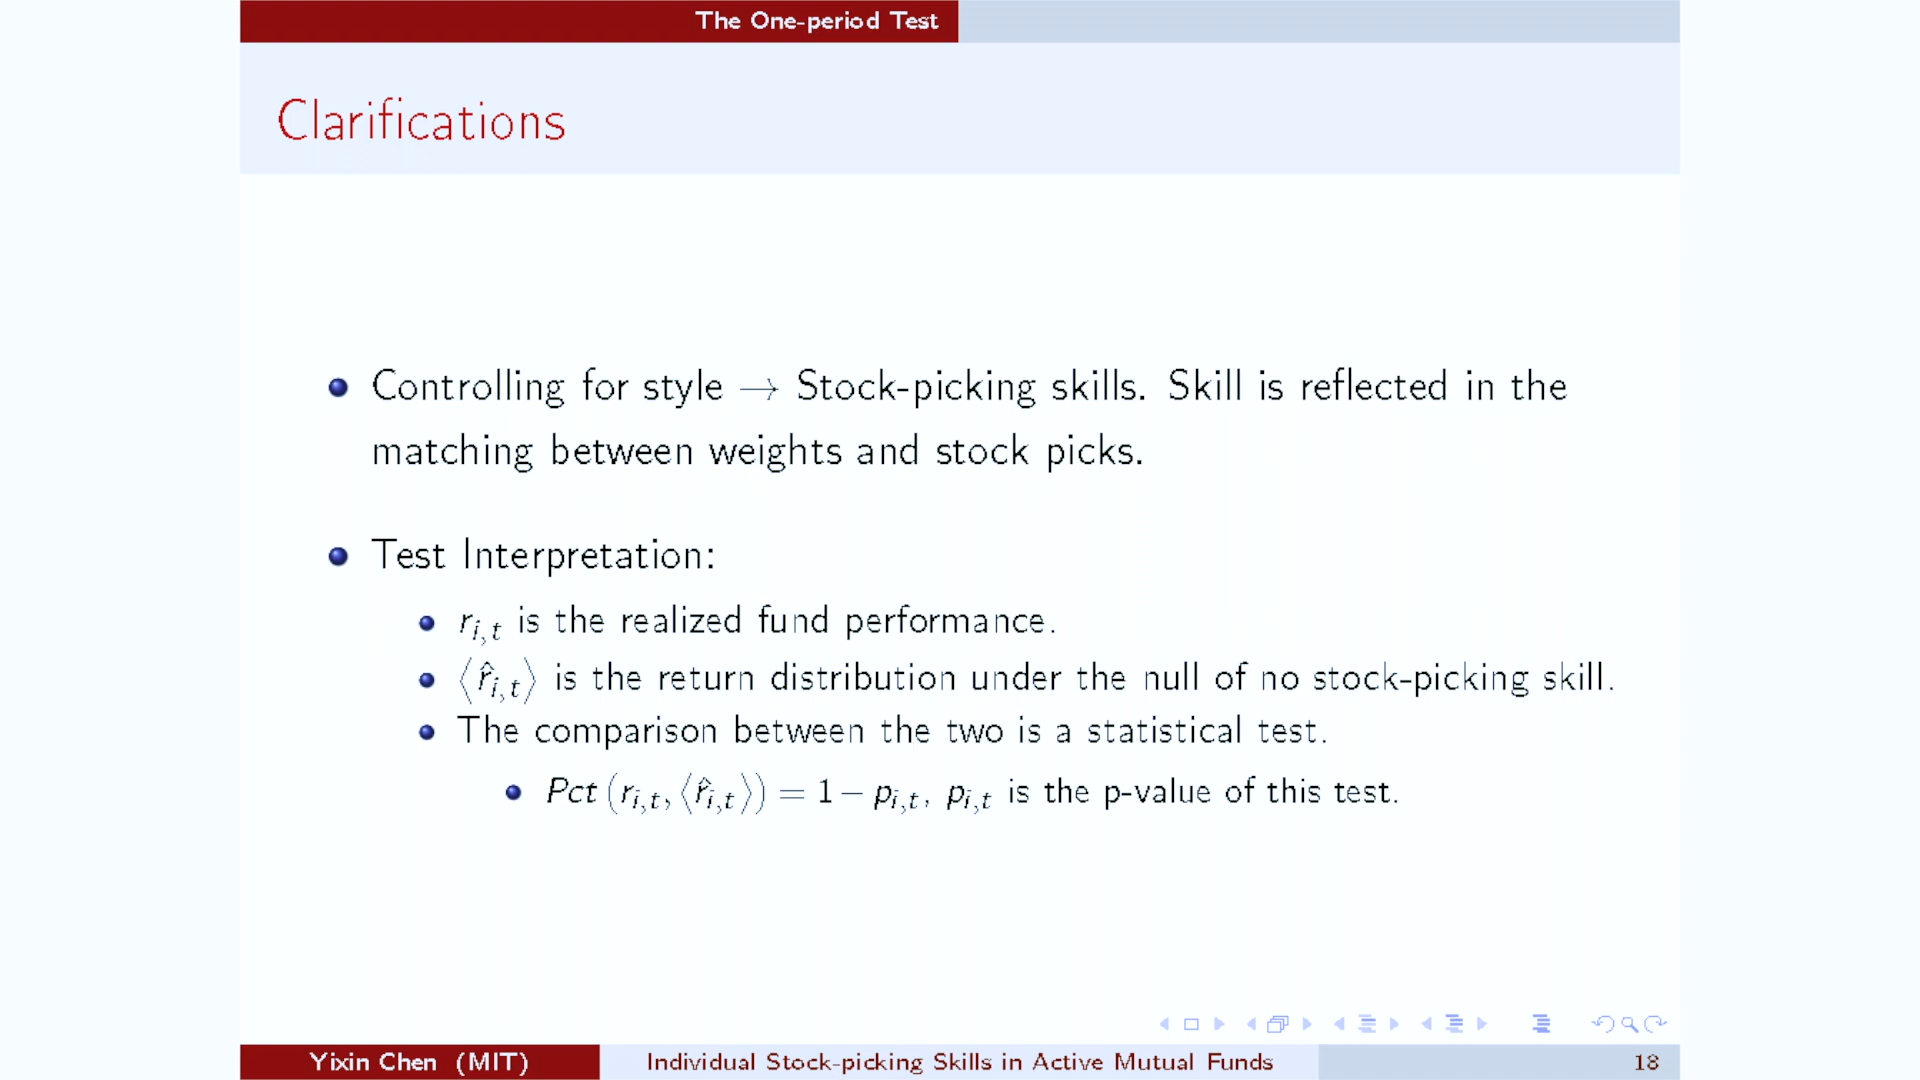 The One-period Test
Clarifications
Controlling for style → Stock-picking skills. Skill is reflected in the
matching between weights and stock picks.
Test Interpretation:
r_{i,t} is the realized fund performance.
⟨r̂_{i,t}⟩ is the return distribution under the null of no stock-picking skill.
The comparison between the two is a statistical test.
Pct (r_{i,t}, ⟨r̂_{i,t}⟩) = 1 − p_{i,t}, p_{i,t} is the p-value of this test.
Yixin Chen (MIT) Individual Stock-picking Skills in Active Mutual Funds 18